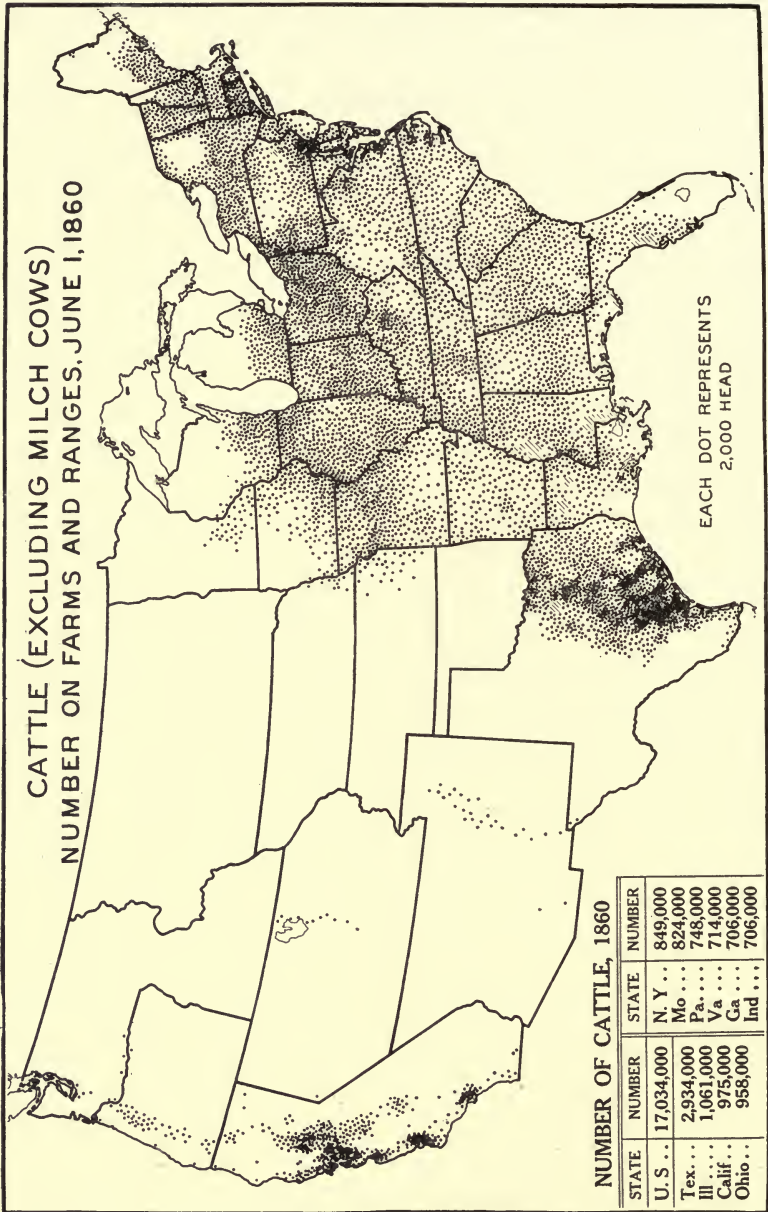 CATTLE (EXCLUDING MILCH COWS)
NUMBER ON FARMS AND RANGES, JUNE 1, 1860
EACH DOT REPRESENTS
2,000 HEAD
NUMBER OF CATTLE, 1860
STATE NUMBER STATE NUMBER
U. S .. 17,034,000 N. Y .. 849,000
Mo ... 824,000
Tex... 2,934,000 Pa.... 748,000
Ill .... 1,061,000 Va .... 714,000
Calif .. 975,000 Ga .... 706,000
Ohio .. 958,000 Ind ... 706,000